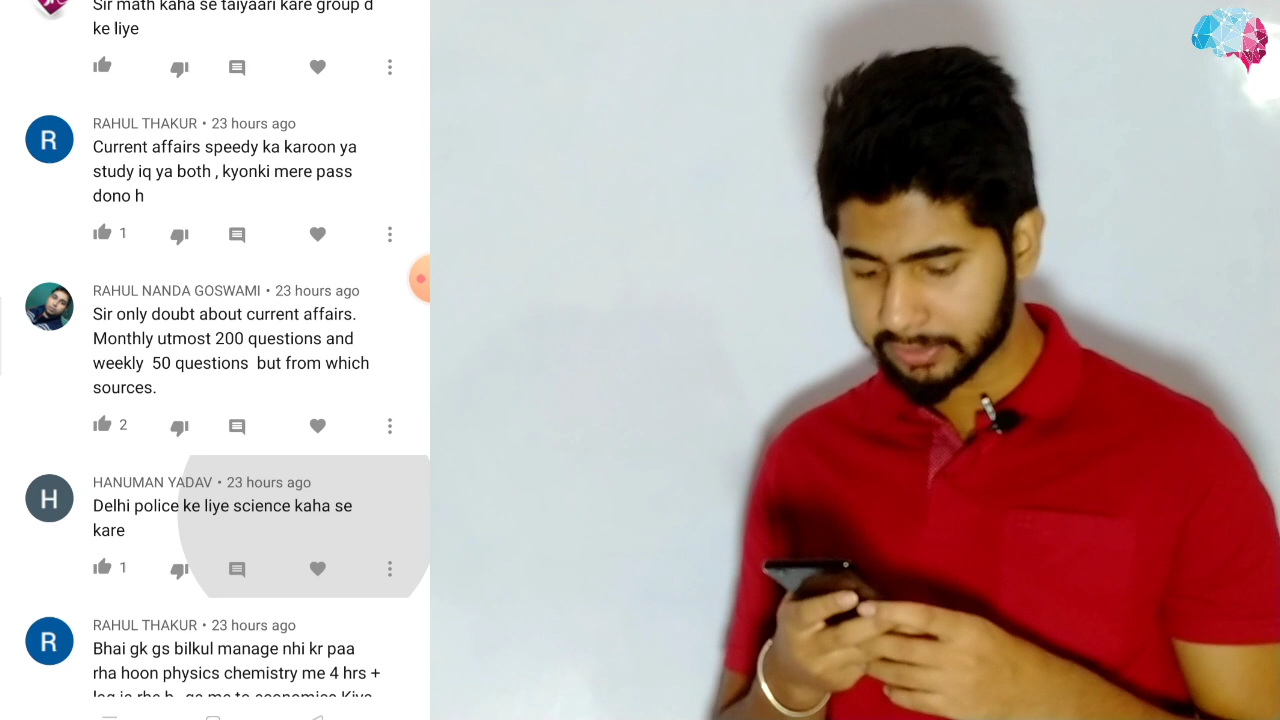 Sir math kaha se taiyaari kare group d
ke liye
RAHUL THAKUR • 23 hours ago
Current affairs speedy ka karoon ya
study iq ya both , kyonki mere pass
dono h
1
RAHUL NANDA GOSWAMI • 23 hours ago
Sir only doubt about current affairs.
Monthly utmost 200 questions and
weekly 50 questions but from which
sources.
2
HANUMAN YADAV • 23 hours ago
Delhi police ke liye science kaha se
kare
1
RAHUL THAKUR • 23 hours ago
Bhai gk gs bilkul manage nhi kr paa
rha hoon physics chemistry me 4 hrs +
R
H
R